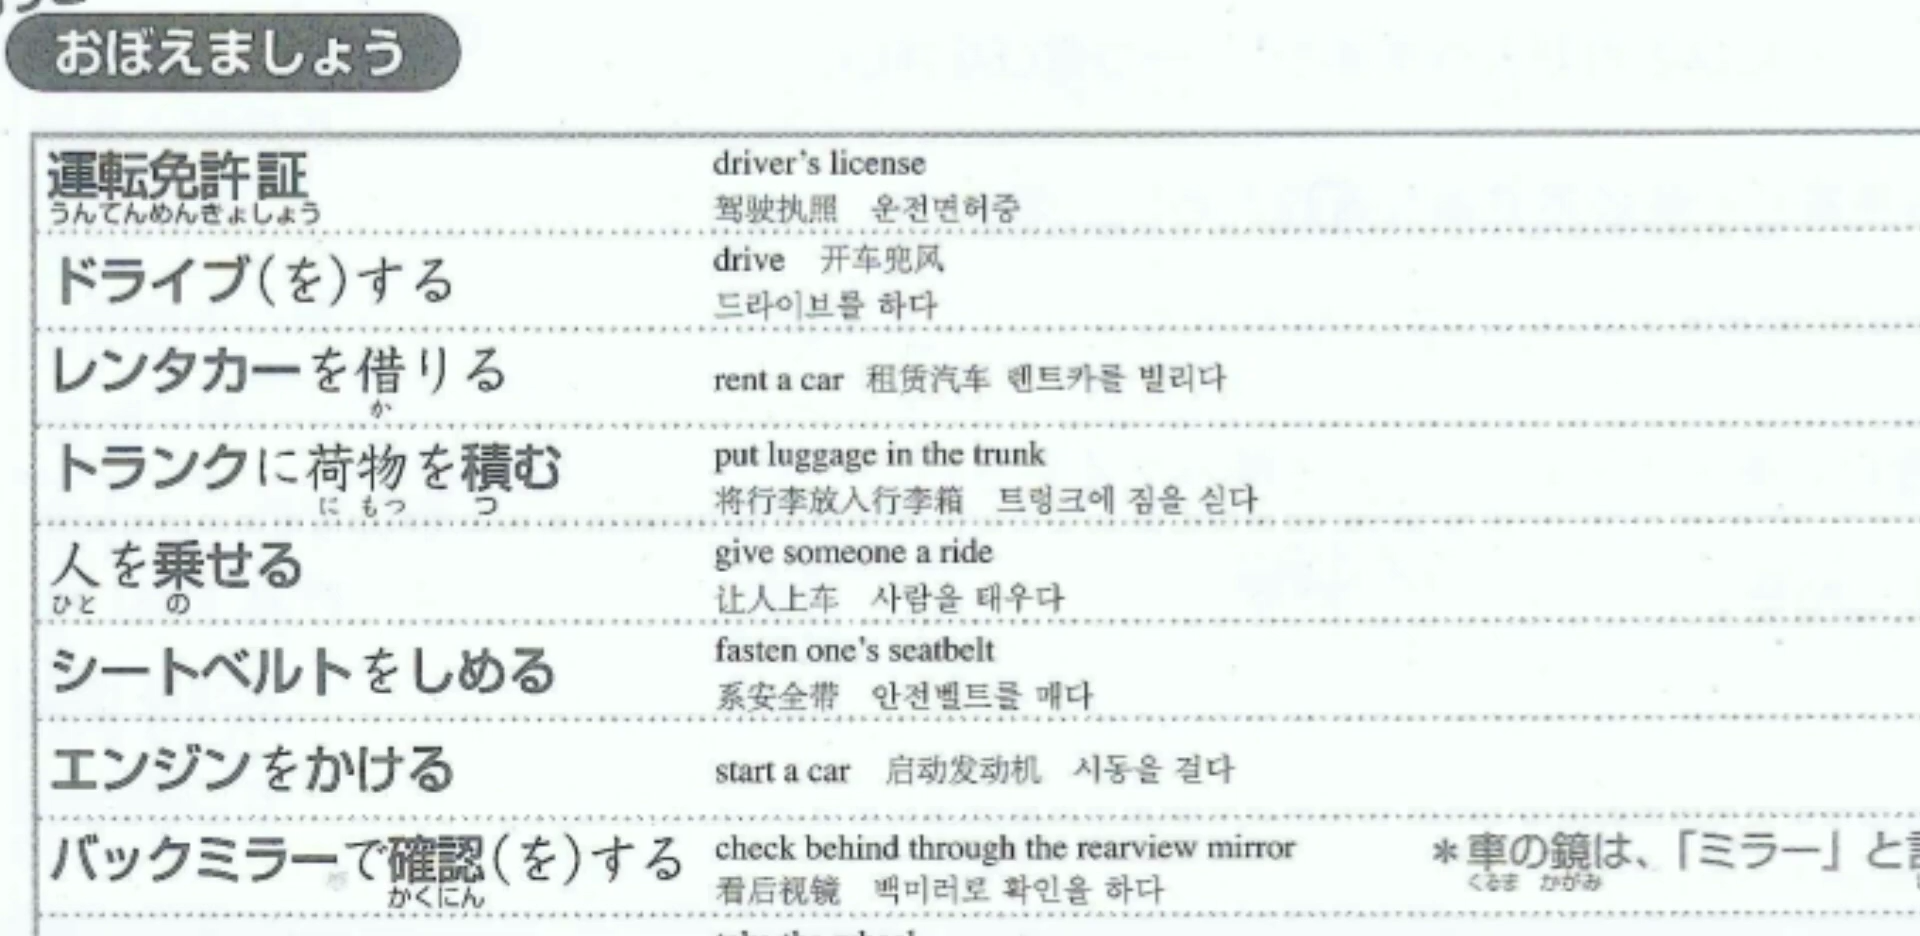 おぼえましょう
運転免許証
うんてんめんきょしょう
driver's license
驾驶执照 운전면허증
ドライブ(を)する
drive 开车兜风
드라이브를 하다
レンタカーを借りる
か
rent a car 租赁汽车 렌트카를 빌리다
トランクに荷物を積む
に もつ つ
put luggage in the trunk
将行李放入行李箱 트렁크에 짐을 싣다
人を乗せる
ひと の
give someone a ride
让人上车 사람을 태우다
シートベルトをしめる
fasten one's seatbelt
系安全带 안전벨트를 매다
エンジンをかける
start a car 启动发动机 시동을 걸다
バックミラーで確認(を)する
かくにん
check behind through the rearview mirror
看后视镜 백미러로 확인을 하다
*車の鏡は、「ミラー」と
くるま かがみ